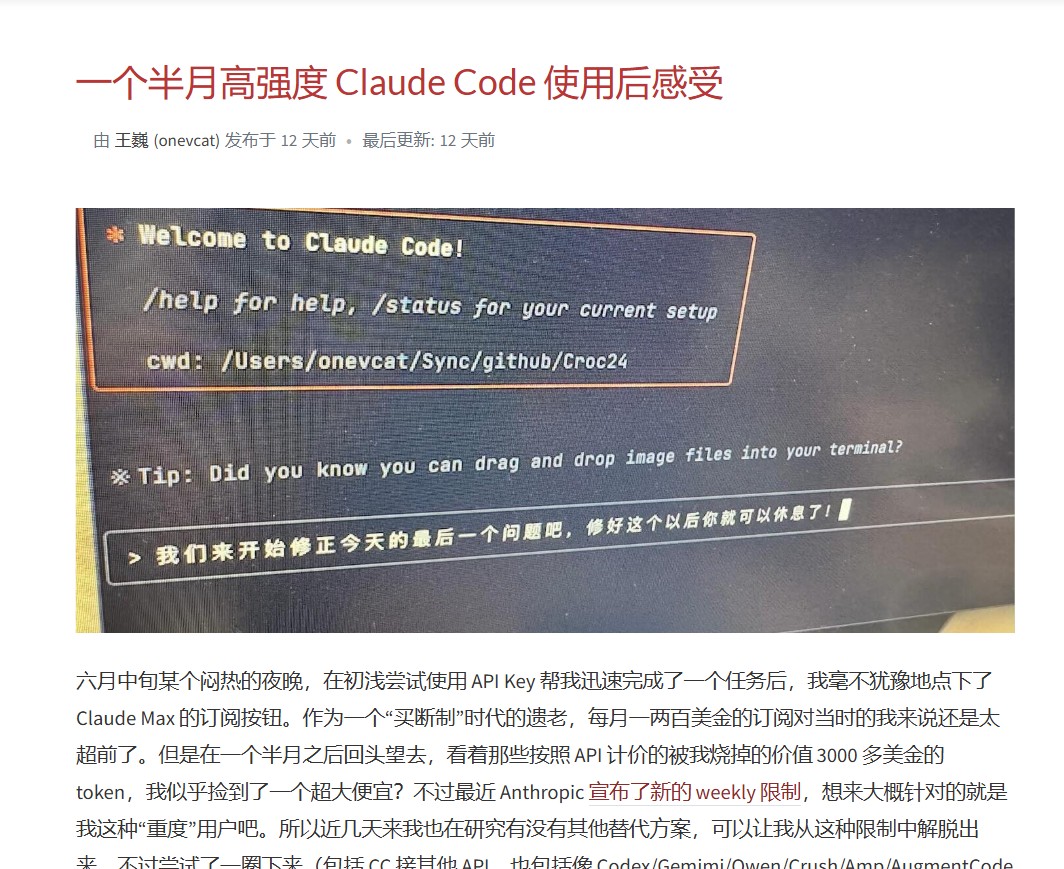 一个半月高强度 Claude Code 使用后感受
由 王巍 (onevcat) 发布于 12 天前 • 最后更新: 12 天前
* Welcome to Claude Code!
/help for help, /status for your current setup
cwd: /Users/onevcat/Sync/github/Croc24
※ Tip: Did you know you can drag and drop image files into your terminal?
> 我们来开始修正今天的最后一个问题吧，修好这个以后你就可以休息了！
六月中旬某个闷热的夜晚，在初浅尝试使用 API Key 帮我迅速完成了一个任务后，我毫不犹豫地点下了
Claude Max 的订阅按钮。作为一个“买断制”时代的遗老，每月一两百美金的订阅对当时的我来说还是太
超前了。但是在一个半月之后回头望去，看着那些按照 API 计价的被我烧掉的价值 3000 多美金的
token，我似乎捡到了一个超大便宜？不过最近 Anthropic 宣布了新的 weekly 限制，想来大概针对的就是
我这种“重度”用户吧。所以近几天来我也在研究有没有其他替代方案，可以让我从这种限制中解脱出
来。不过尝试了一圈下来（包括 CC 接其他 API，也包括像 Codex/Gemimi/Qwen/Crush/Amp/AugmentCode